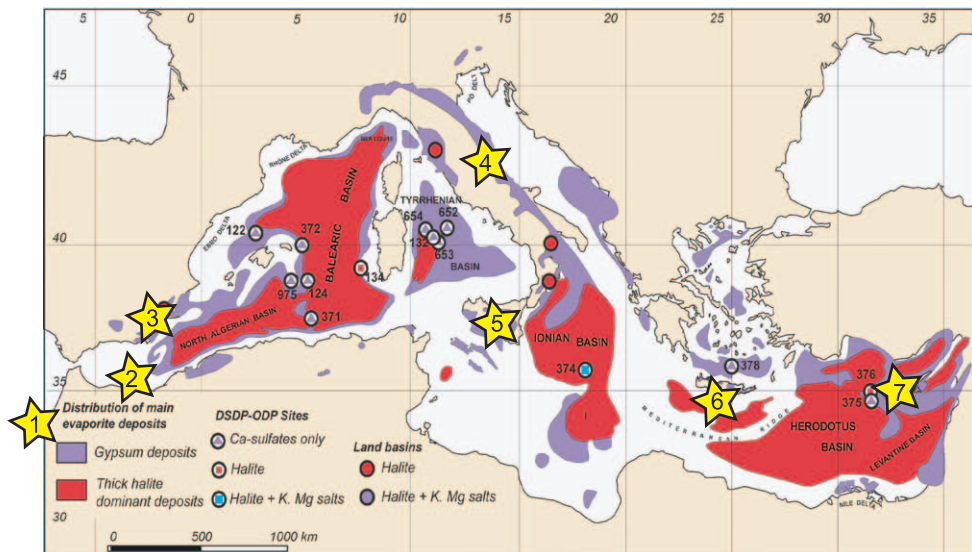 5 0 5 10 15 20 25 30 35
45
PO DELTA
4
RHÔNE DELTA
BASIN
TYRRHENIAN
654 652
122
372
132
653
40
EBRO DELTA
BALEARIC
134
BASIN
975 124
3
NORTH ALGERIAN BASIN
371
5
IONIAN
BASIN
2
374
378
376
7
375
6
1
Distribution of main
evaporite deposits
Gypsum deposits
Thick halite
dominant deposits
DSDP-ODP Sites
Ca-sulfates only
Halite
Halite + K. Mg salts
Land basins
Halite
Halite + K. Mg salts
MEDITERRANEAN RIDGE
HERODOTUS
BASIN
LEVANTINE BASIN
NILE DELTA
30
0 500 1000 km